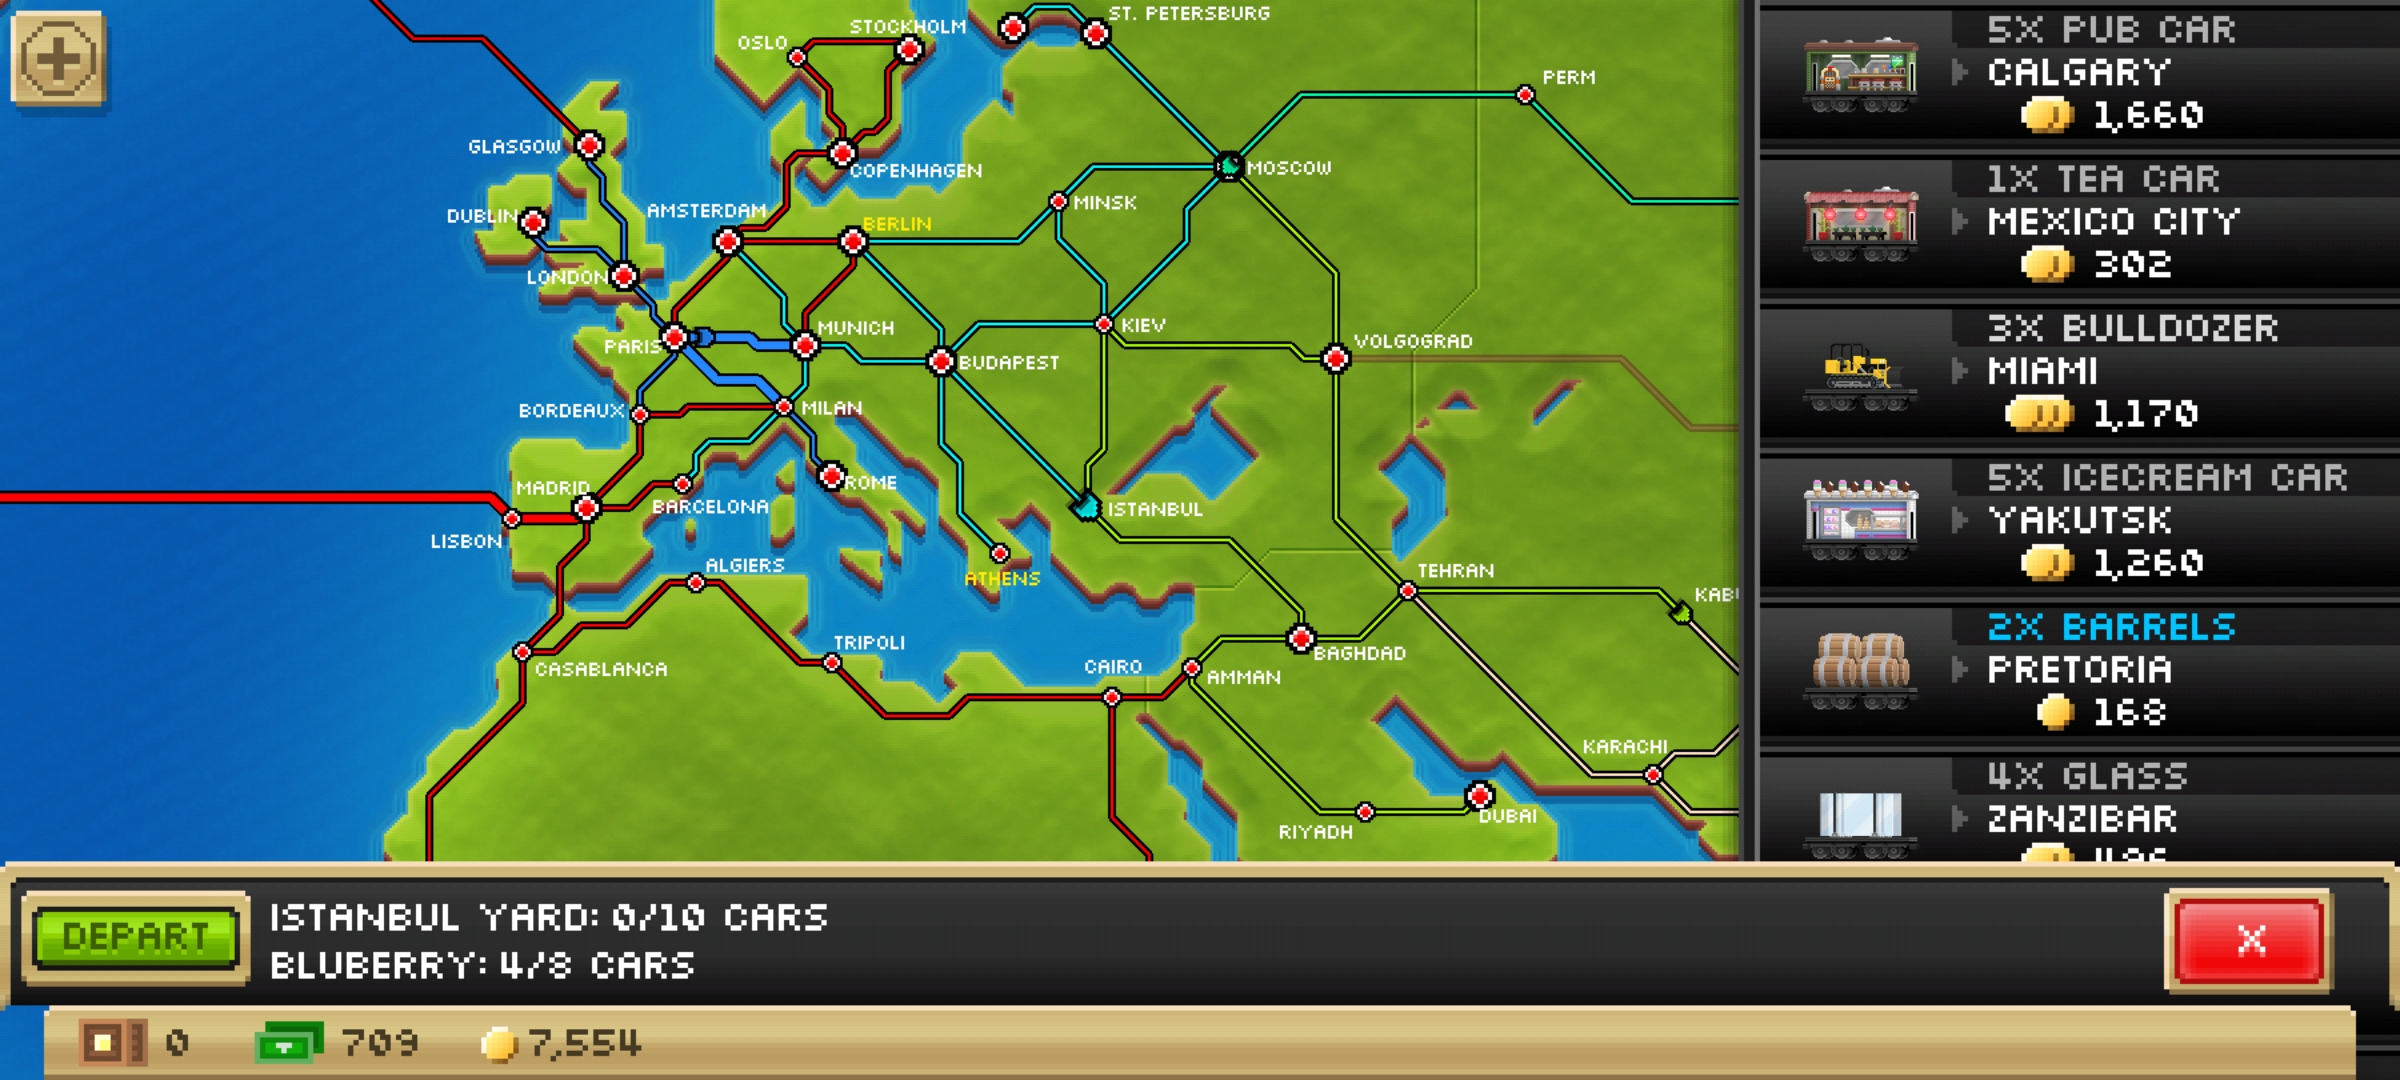 STOCKHOLM
ST. PETERSBURG
OSLO
PERM
GLASGOW
COPENHAGEN
MOSCOW
DUBLIN
AMSTERDAM
BERLIN
MINSK
LONDON
PARIS
MUNICH
KIEV
VOLGOGRAD
BUDAPEST
BORDEAUX
MILAN
MADRID
BARCELONA
ROME
ISTANBUL
LISBON
ALGIERS
ATHENS
TEHRAN
KAB
CASABLANCA
TRIPOLI
CAIRO
AMMAN
BAGHDAD
KARACHI
RIYADH
DUBAI
5X PUB CAR
CALGARY
1,660
1X TEA CAR
MEXICO CITY
302
3X BULLDOZER
MIAMI
1,170
5X ICECREAM CAR
YAKUTSK
1,260
2X BARRELS
PRETORIA
168
4X GLASS
ZANZIBAR
DEPART
ISTANBUL YARD: 0/10 CARS
BLUBERRY: 4/8 CARS
X
0
709
7,554